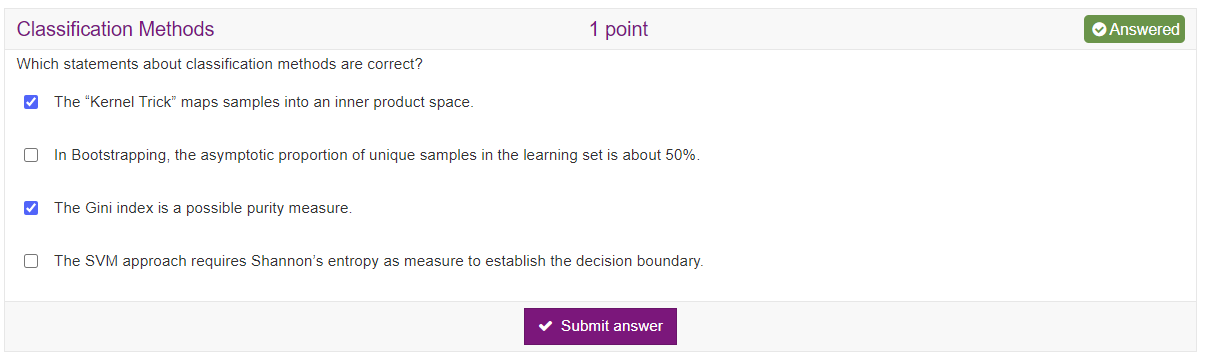 Classification Methods 1 point Answered
Which statements about classification methods are correct?
The “Kernel Trick” maps samples into an inner product space.
In Bootstrapping, the asymptotic proportion of unique samples in the learning set is about 50%.
The Gini index is a possible purity measure.
The SVM approach requires Shannon’s entropy as measure to establish the decision boundary.
Submit answer